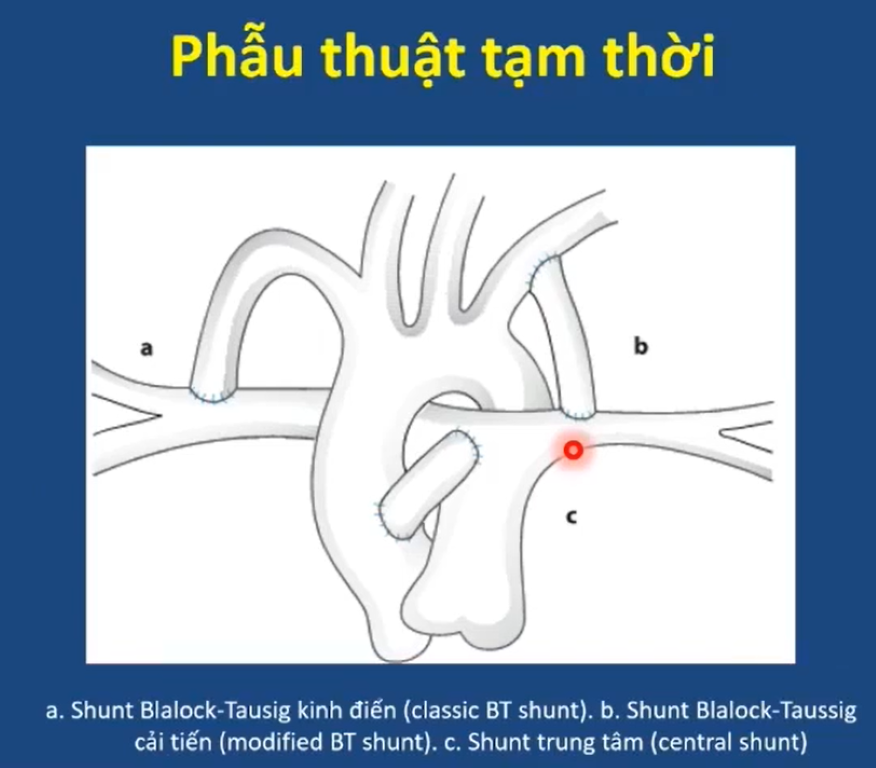 Phẫu thuật tạm thời
a
b
c
a. Shunt Blalock-Tausig kinh điển (classic BT shunt). b. Shunt Blalock-Taussig
cải tiến (modified BT shunt). c. Shunt trung tâm (central shunt)